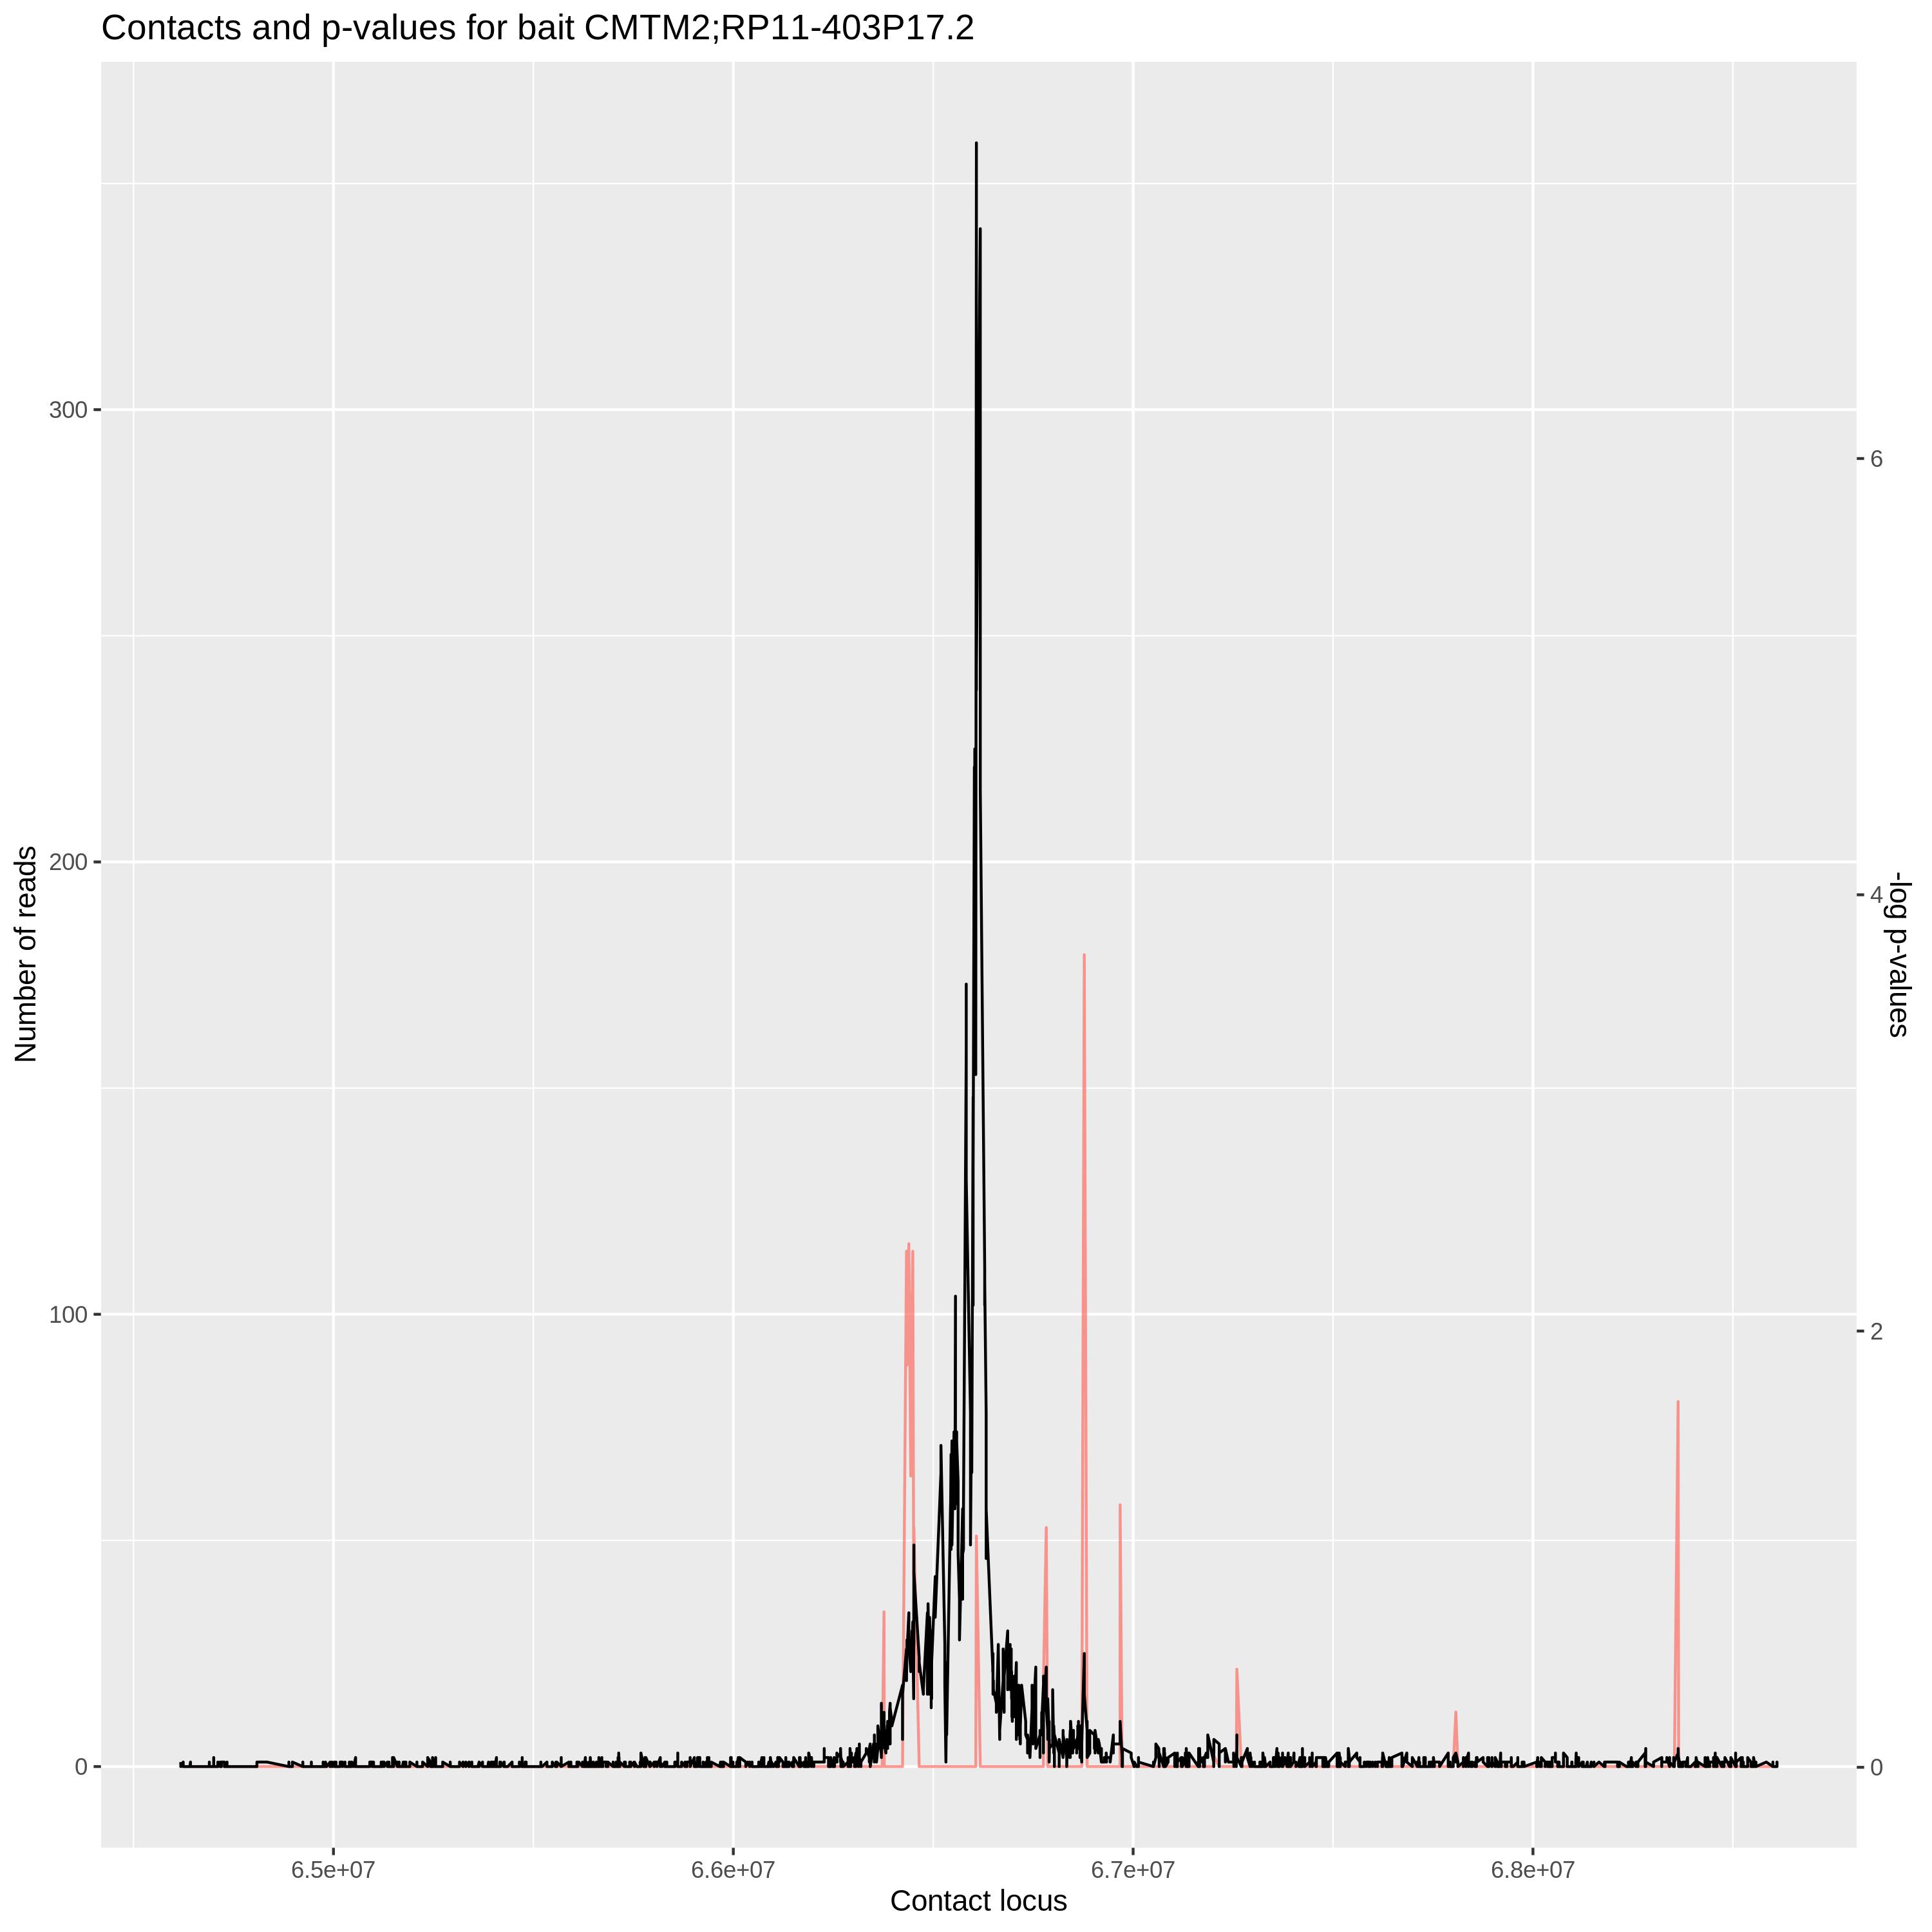 Contacts and p-values for bait CMTM2;RP11-403P17.2
300
200
100
0
Number of reads
6
4
2
0
-log p-values
6.5e+07
6.6e+07
6.7e+07
6.8e+07
Contact locus